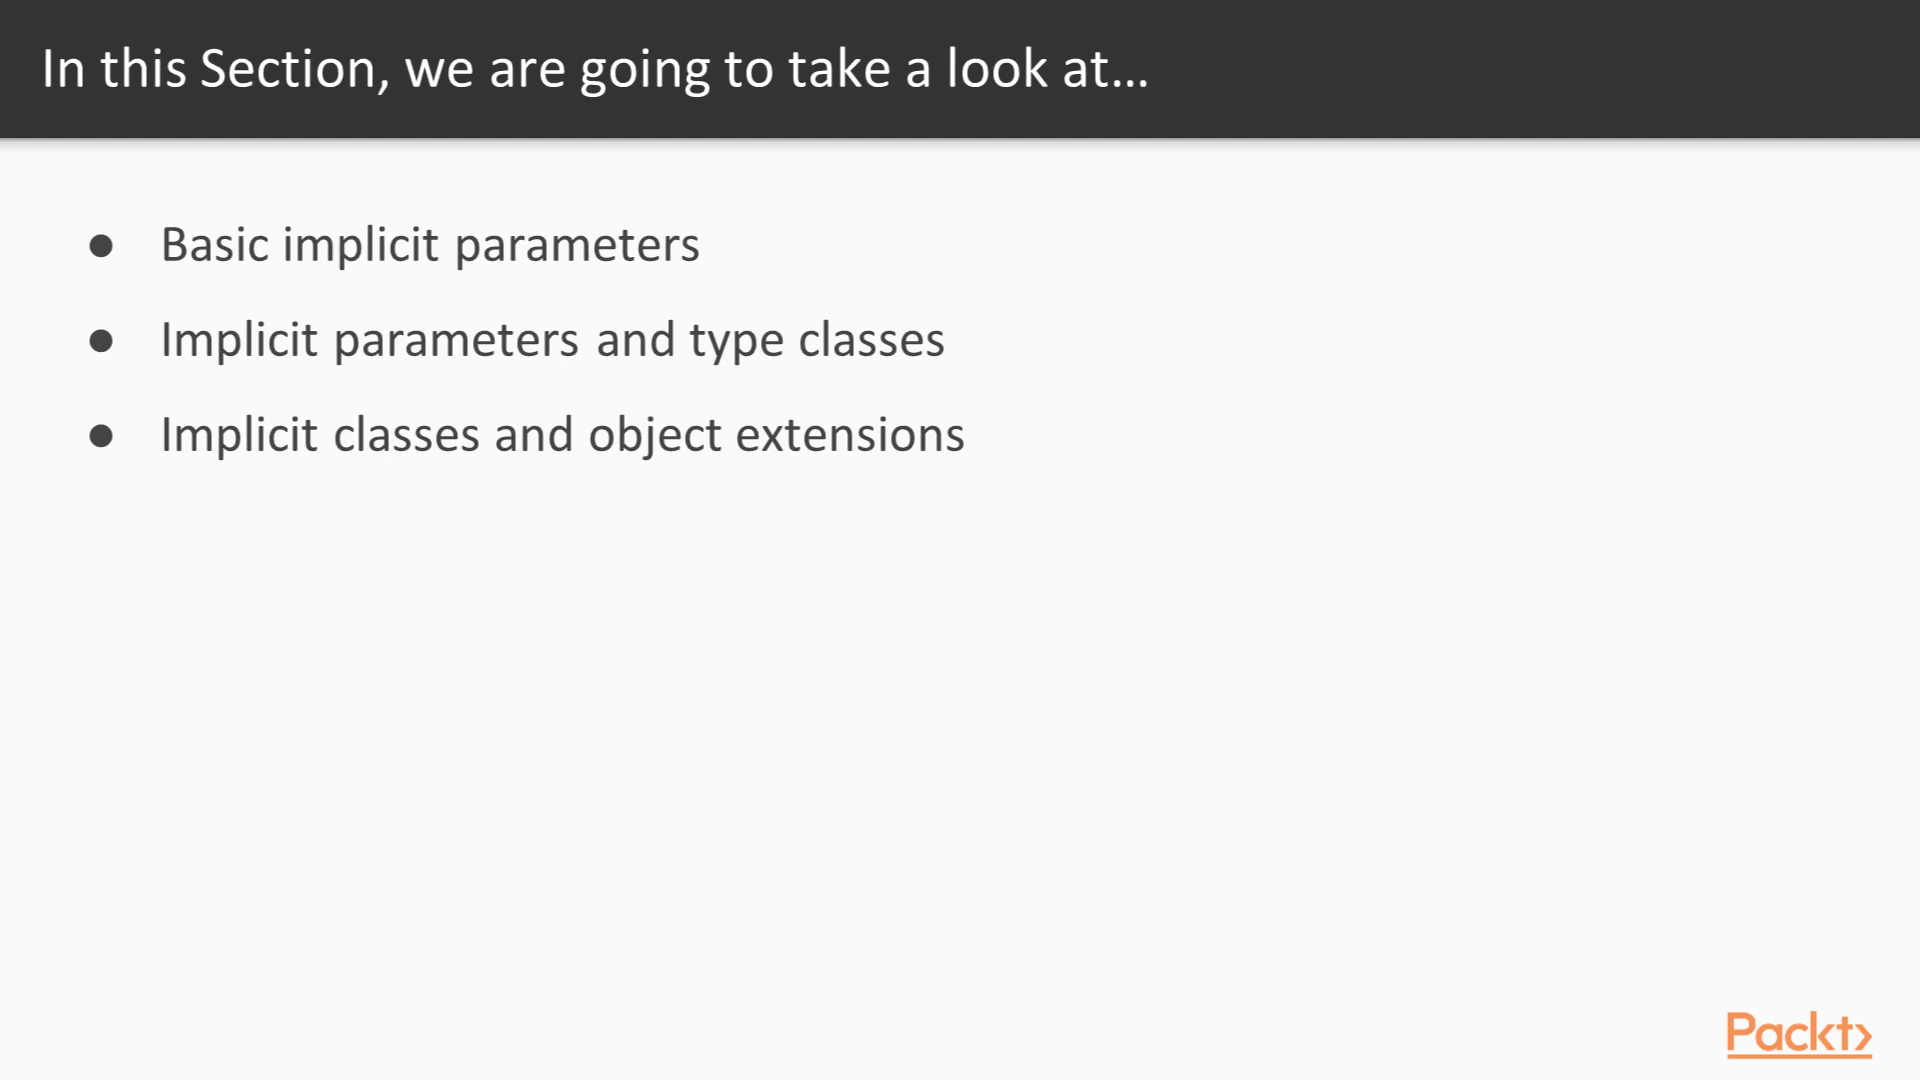 In this Section, we are going to take a look at...
● Basic implicit parameters
● Implicit parameters and type classes
● Implicit classes and object extensions
Packt>